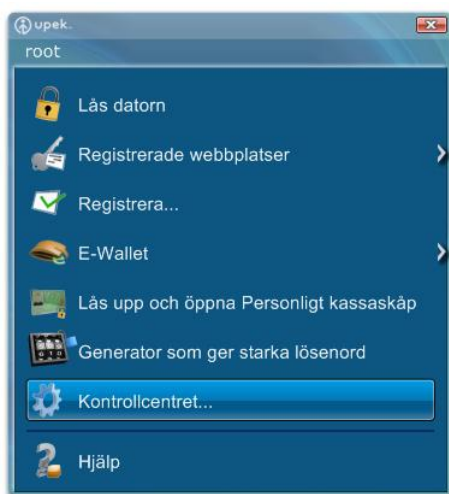 upek
root
Lås datorn
Registrerade webbplatser
Registrera...
E-Wallet
Lås upp och öppna Personligt kassaskåp
Generator som ger starka lösenord
Kontrollcentret...
Hjälp